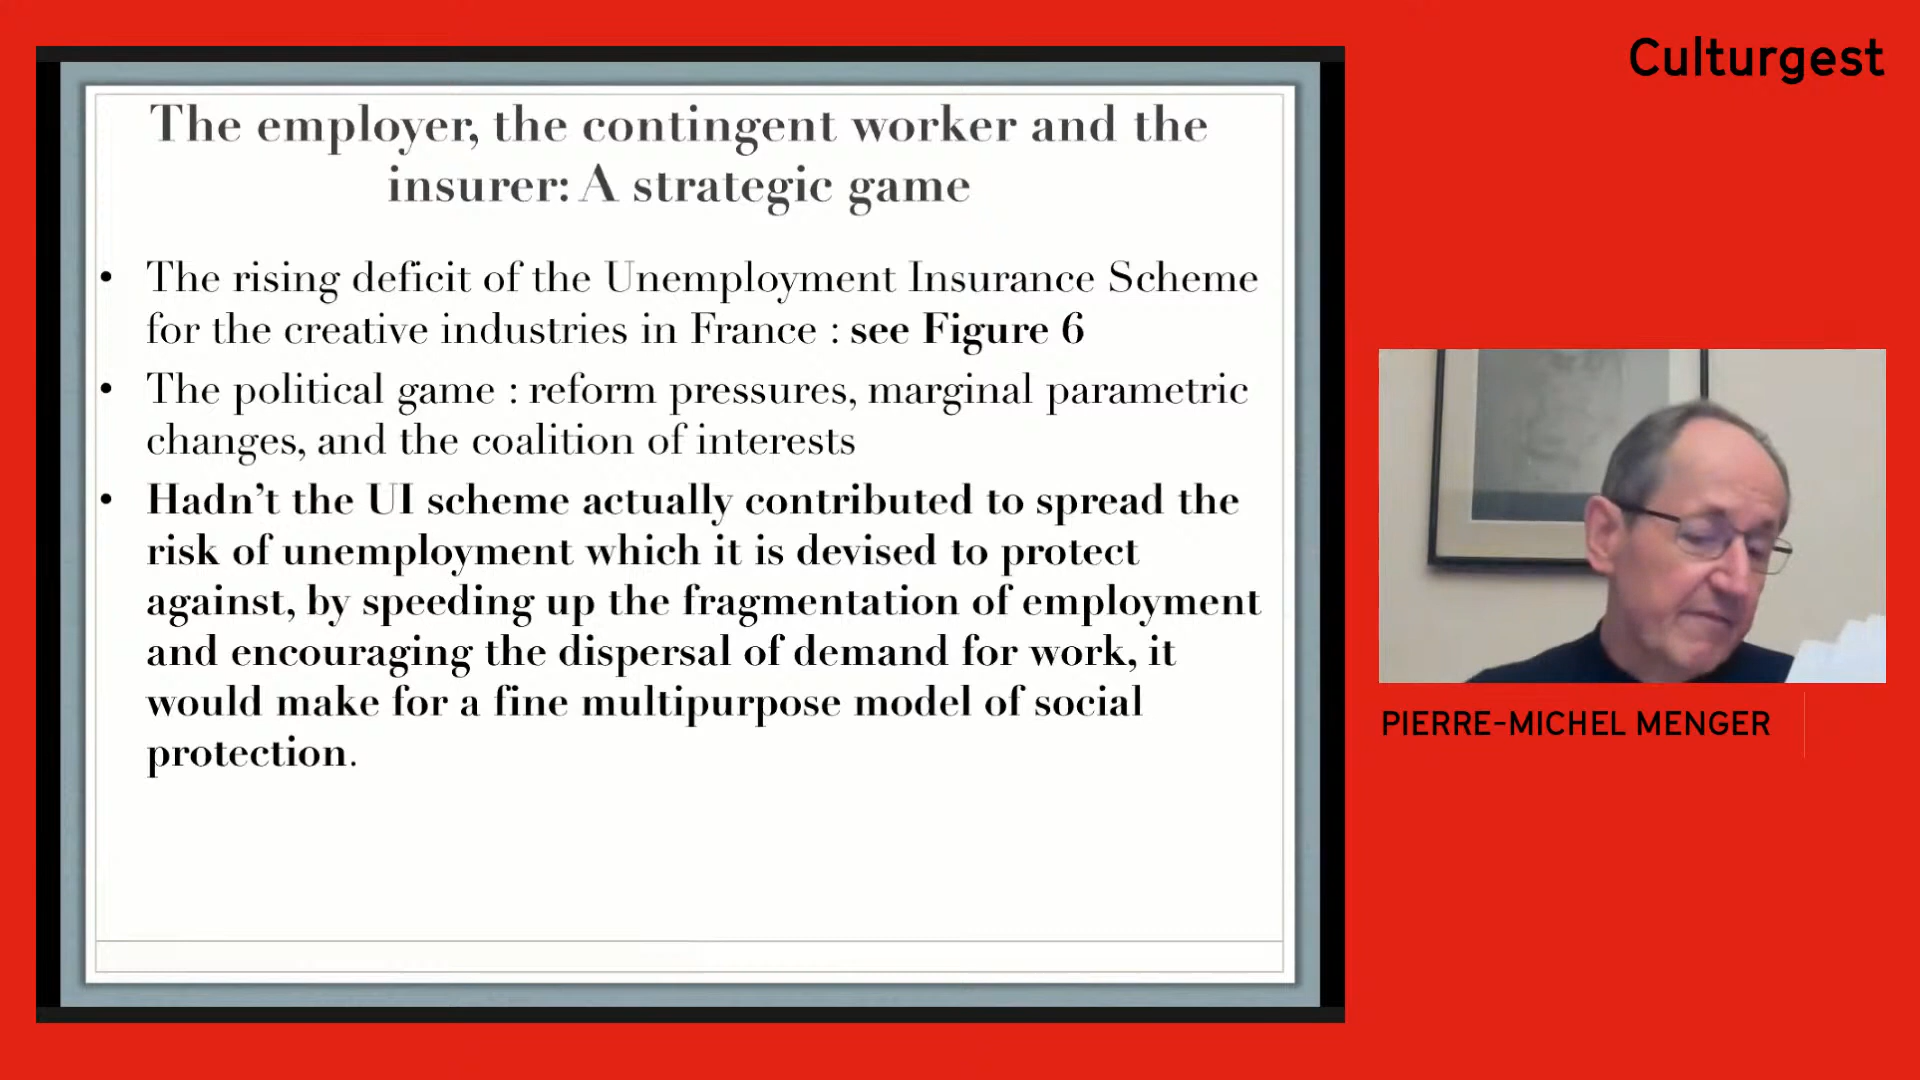 Culturgest
The employer, the contingent worker and the
insurer: A strategic game
• The rising deficit of the Unemployment Insurance Scheme
for the creative industries in France : see Figure 6
• The political game : reform pressures, marginal parametric
changes, and the coalition of interests
• Hadn’t the UI scheme actually contributed to spread the
risk of unemployment which it is devised to protect
against, by speeding up the fragmentation of employment
and encouraging the dispersal of demand for work, it
would make for a fine multipurpose model of social
protection.
PIERRE-MICHEL MENGER